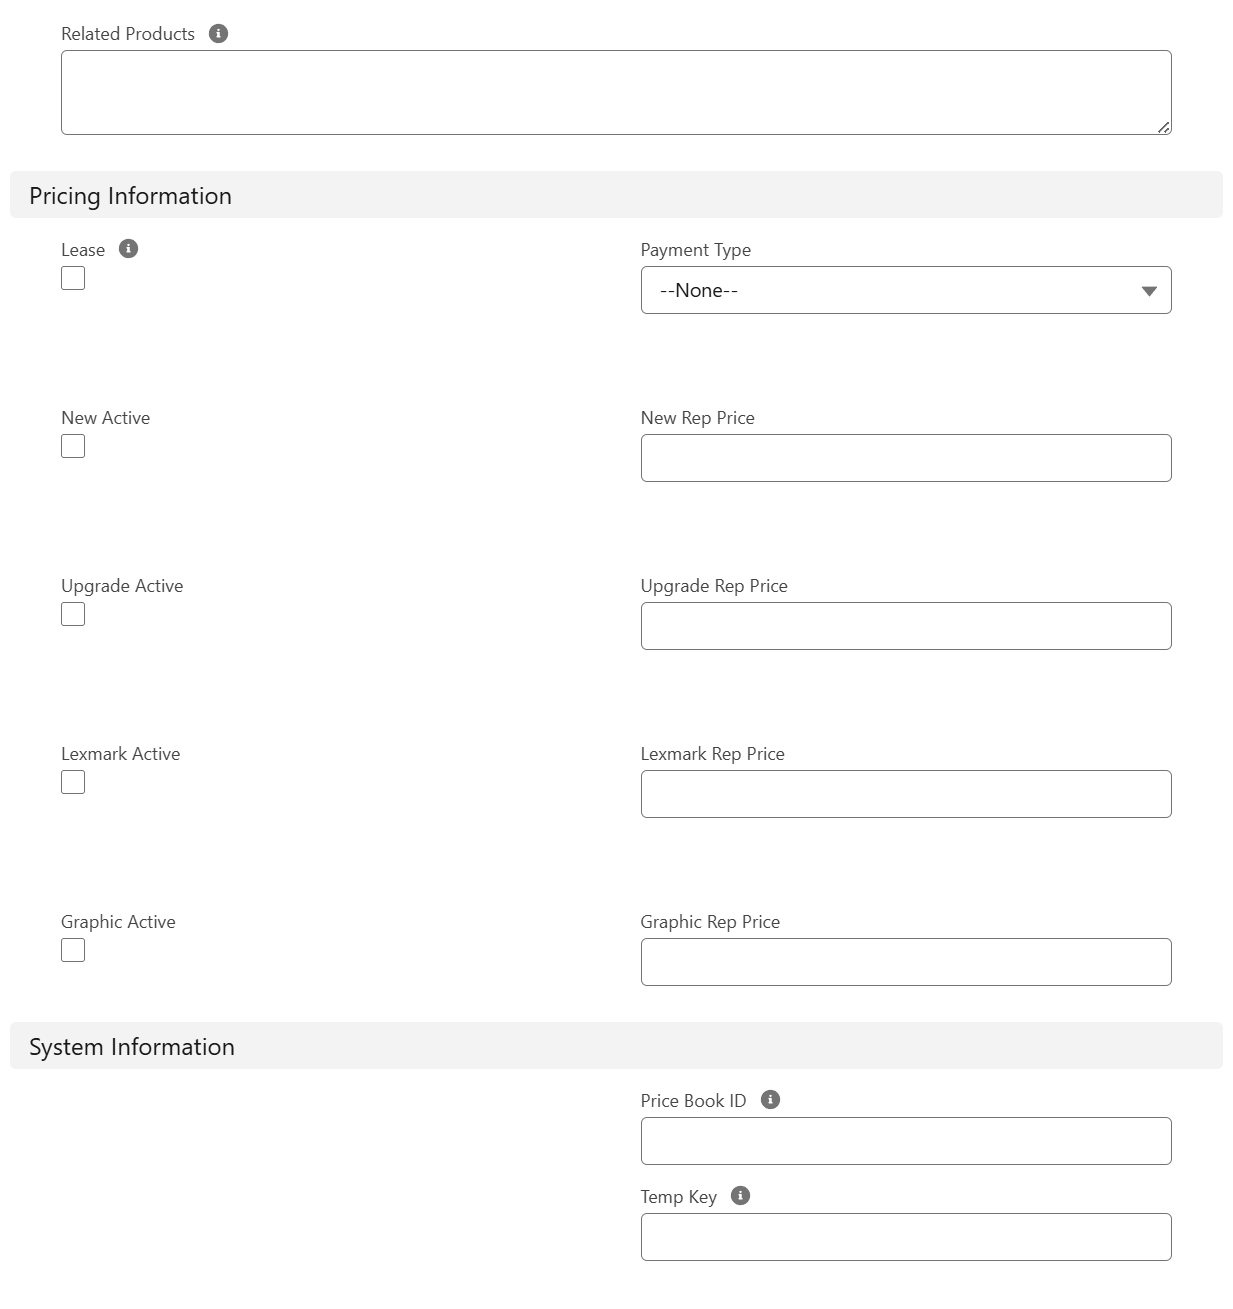 Related Products
Pricing Information
Lease
Payment Type
--None--
New Active
New Rep Price
Upgrade Active
Upgrade Rep Price
Lexmark Active
Lexmark Rep Price
Graphic Active
Graphic Rep Price
System Information
Price Book ID
Temp Key